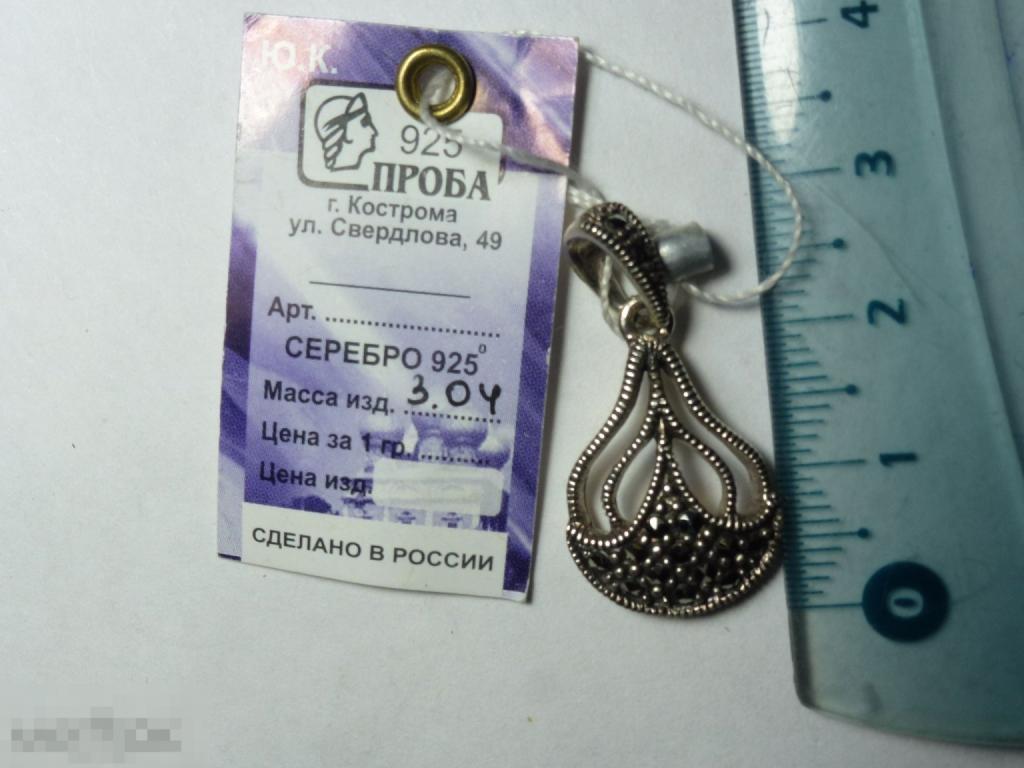 Ю.К.
925
ПРОБА
г. Кострома
ул. Свердлова, 49
Арт. ..........................
СЕРЕБРО 925⁰
Масса изд. 3.04
Цена за 1 гр. ...........
Цена изд.
СДЕЛАНО В РОССИИ
4
3
2
1
0